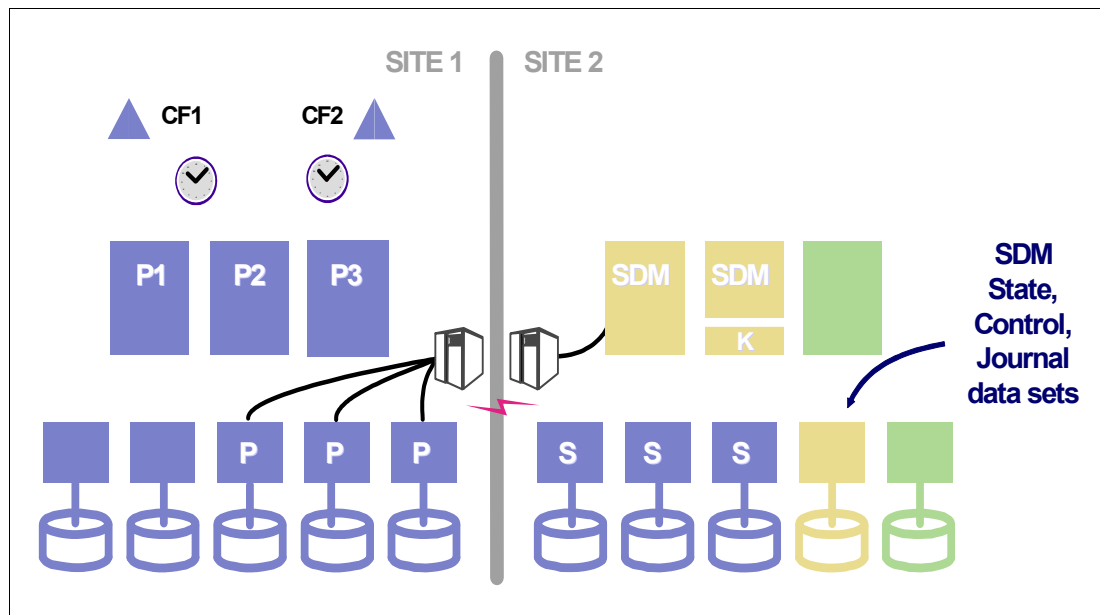 SITE 1
SITE 2
CF1
CF2
P1
P2
P3
SDM
SDM
K
SDM
State,
Control,
Journal
data sets
P
P
P
S
S
S